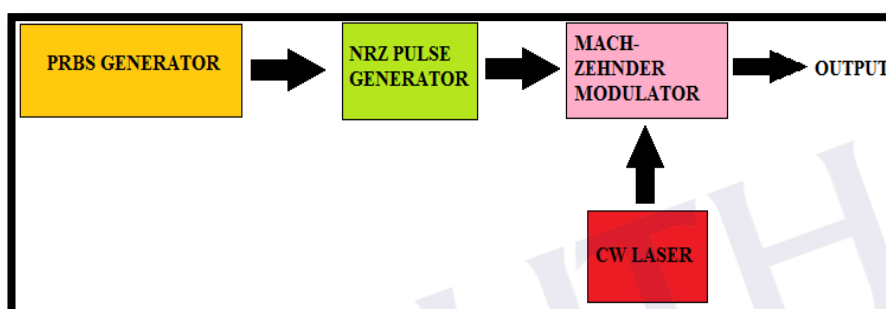 PRBS GENERATOR
NRZ PULSE
GENERATOR
MACH-
ZEHNDER
MODULATOR
OUTPUT
CW LASER